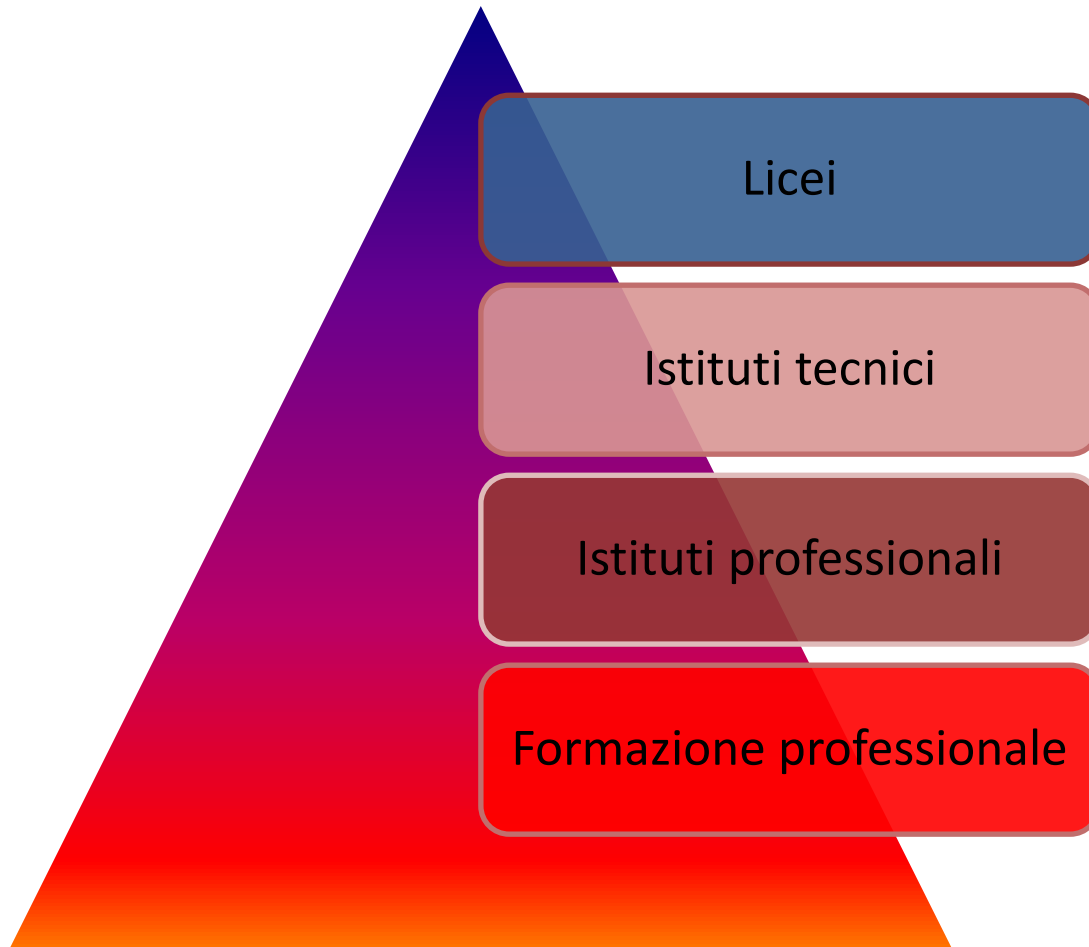 Licei
Istituti tecnici
Istituti professionali
Formazione professionale